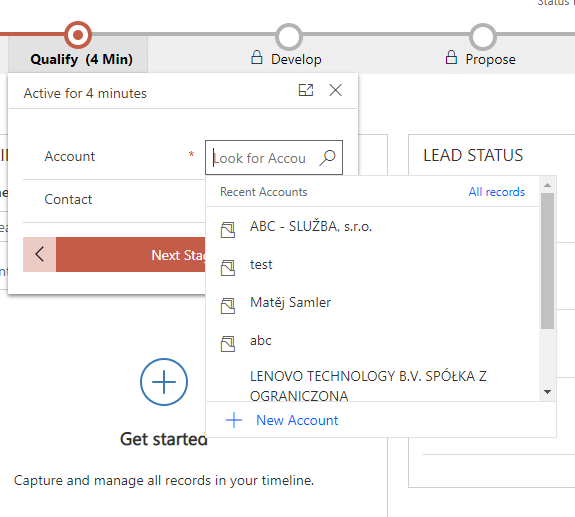 Status
Qualify (4 Min)
Develop
Propose
Active for 4 minutes
LEAD STATUS
Account *
Look for Accou
Contact
Recent Accounts
All records
ABC - SLUŽBA, s.r.o.
Next Stag
test
Matěj Samler
abc
LENOVO TECHNOLOGY B.V. SPÓŁKA Z
OGRANICZONA
New Account
Get started
Capture and manage all records in your timeline.